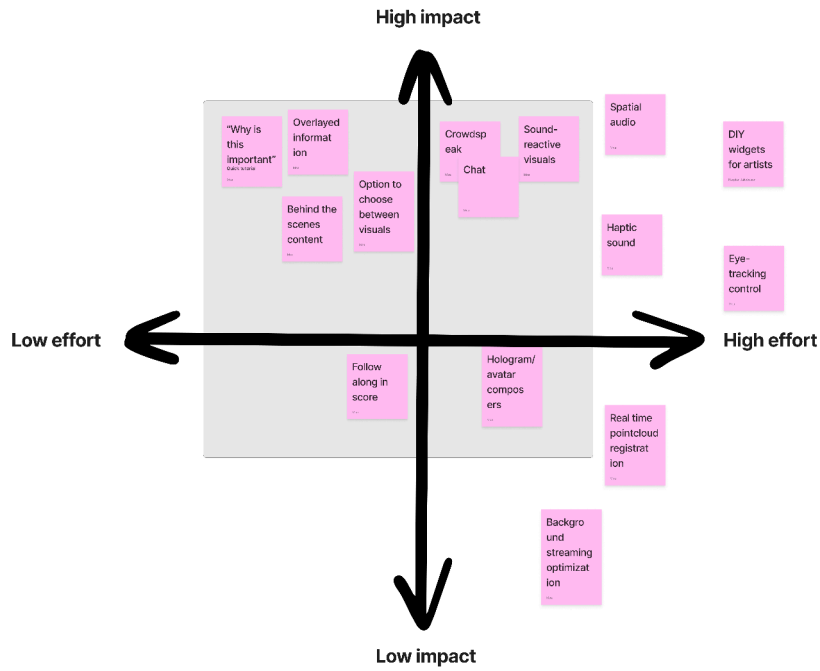 High impact
Spatial
audio
"Why is
this
important"
Quick tutorial
Overlayed
informat
ion
Crowdsp
eak
Chat
Sound-
reactive
visuals
DIY
widgets
for artists
Option to
choose
between
visuals
Behind the
scenes
content
Haptic
sound
Eye-
tracking
control
Low effort
High effort
Follow
along in
score
Hologram/
avatar
compos
ers
Real time
pointcloud
registrat
ion
Backgro
und
streaming
optimizat
ion
Low impact